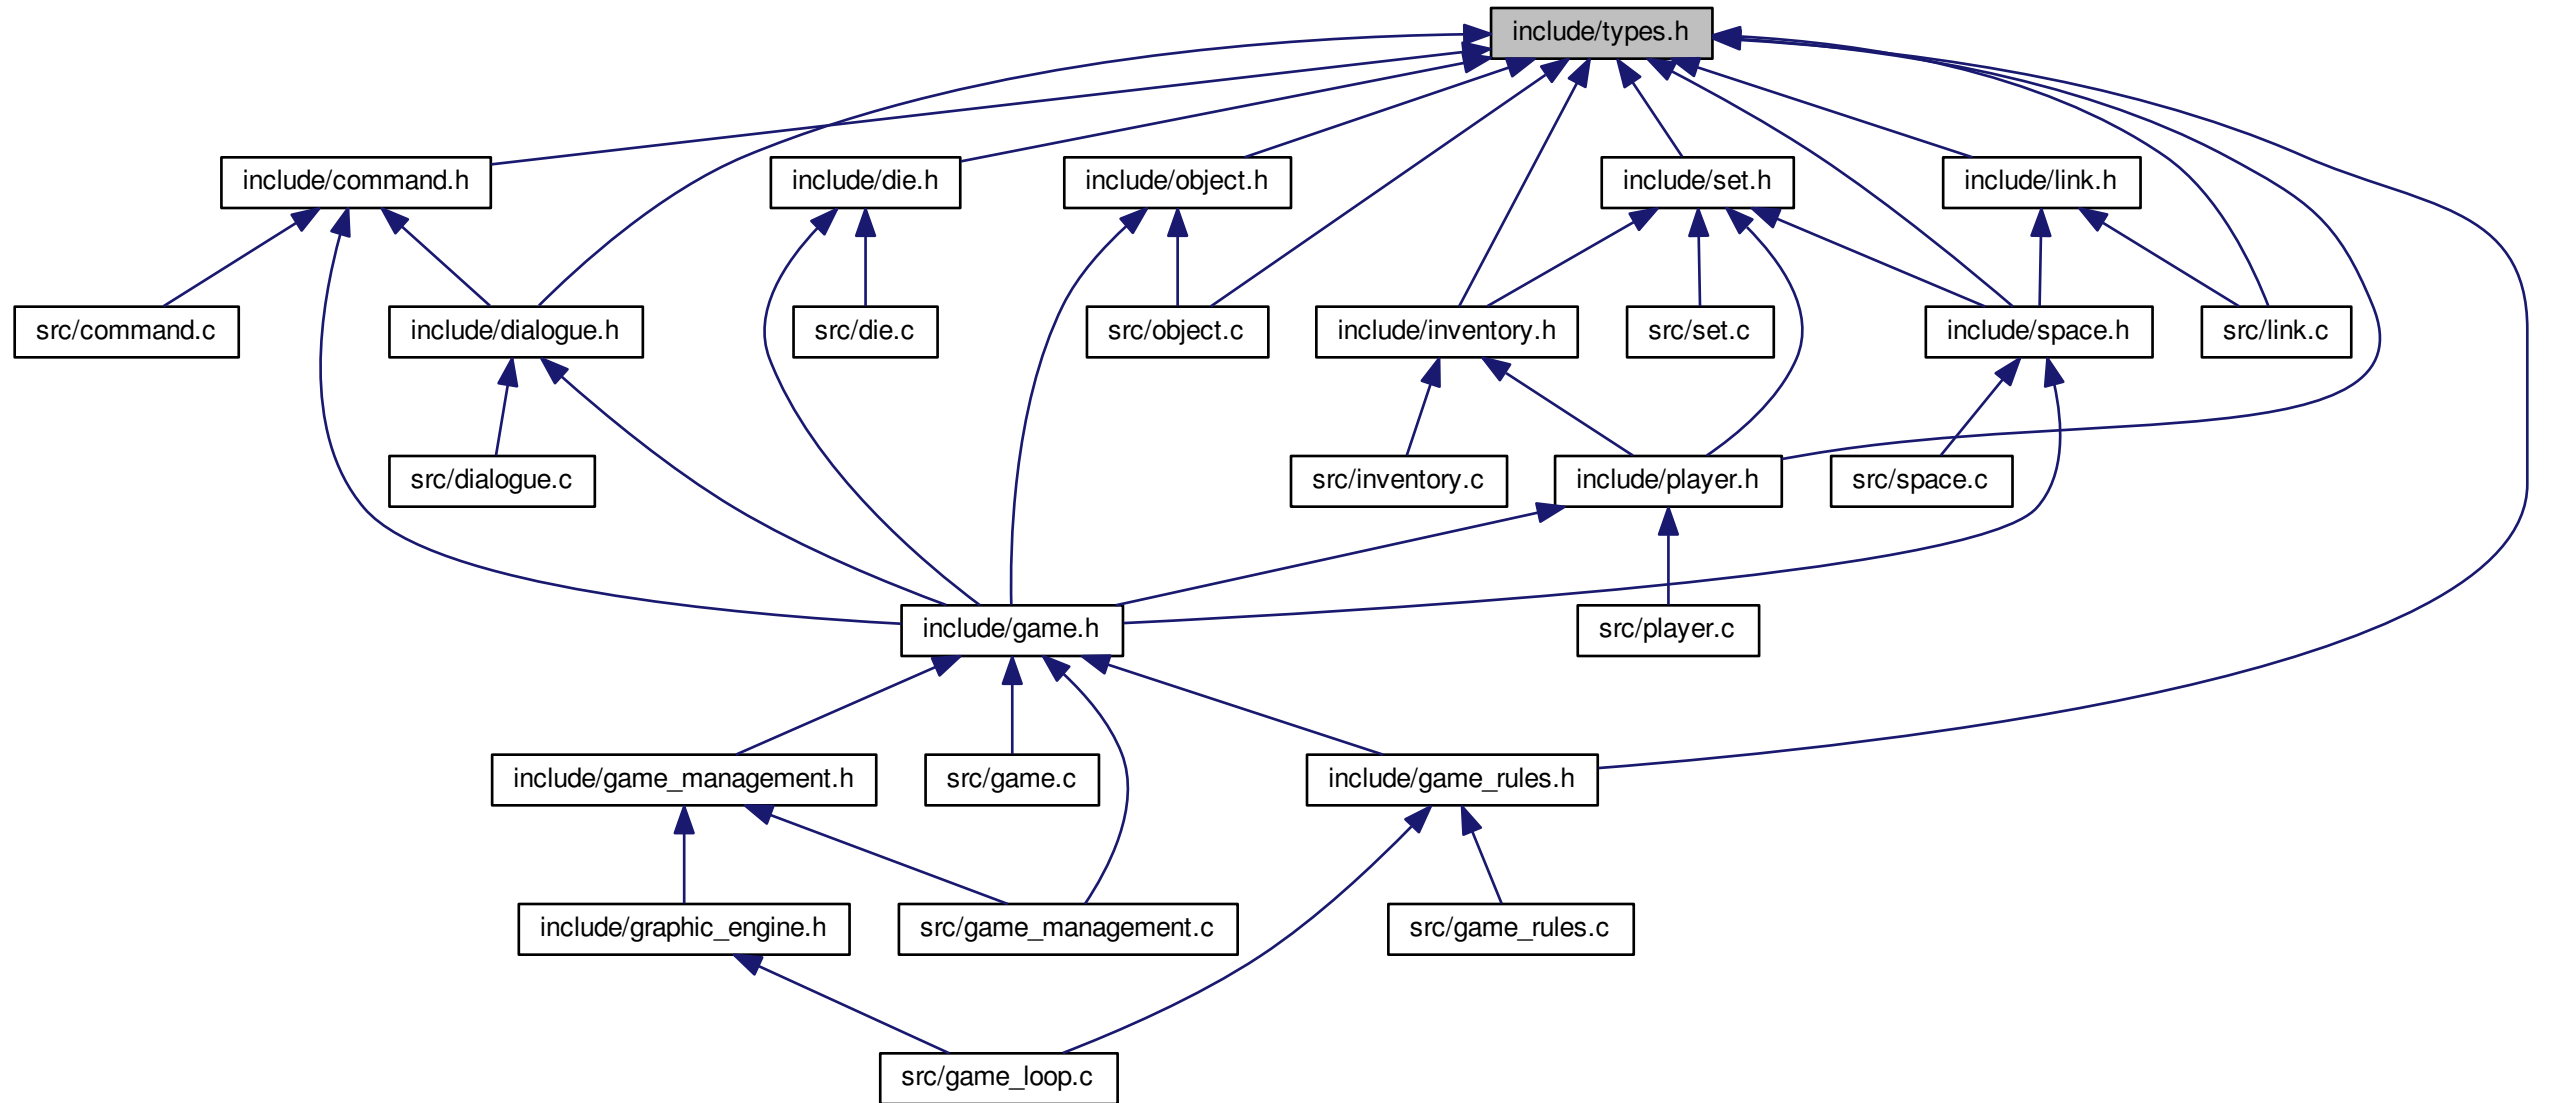 include/types.h
include/command.h
include/die.h
include/object.h
include/set.h
include/link.h
src/command.c
include/dialogue.h
src/die.c
src/object.c
include/inventory.h
src/set.c
include/space.h
src/link.c
src/dialogue.c
src/inventory.c
include/player.h
src/space.c
include/game.h
src/player.c
include/game_management.h
src/game.c
include/game_rules.h
include/graphic_engine.h
src/game_management.c
src/game_rules.c
src/game_loop.c